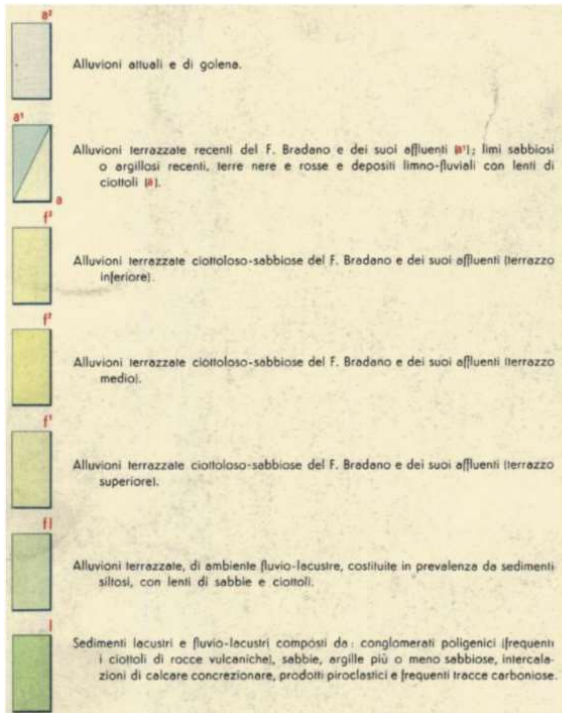 a²
Alluvioni attuali e di golena.
a¹
Alluvioni terrazzate recenti del F. Bradano e dei suoi affluenti (a¹); limi sabbiosi
o argillosi recenti, terre nere e rosse e depositi limno-fluviali con lenti di
ciottoli (a).
a
f³
Alluvioni terrazzate ciottoloso-sabbiose del F. Bradano e dei suoi affluenti (terrazzo
inferiore).
f²
Alluvioni terrazzate ciottoloso-sabbiose del F. Bradano e dei suoi affluenti (terrazzo
medio).
f¹
Alluvioni terrazzate ciottoloso-sabbiose del F. Bradano e dei suoi affluenti (terrazzo
superiore).
fl
Alluvioni terrazzate, di ambiente fluvio-lacustre, costituite in prevalenza da sedimenti
siltosi, con lenti di sabbie e ciottoli.
l
Sedimenti lacustri e fluvio-lacustri composti da: conglomerati poligenici (frequenti
i ciottoli di rocce vulcaniche), sabbie, argille più o meno sabbiose, intercala-
zioni di calcare concrezionare, prodotti piroclastici e frequenti tracce carboniose.